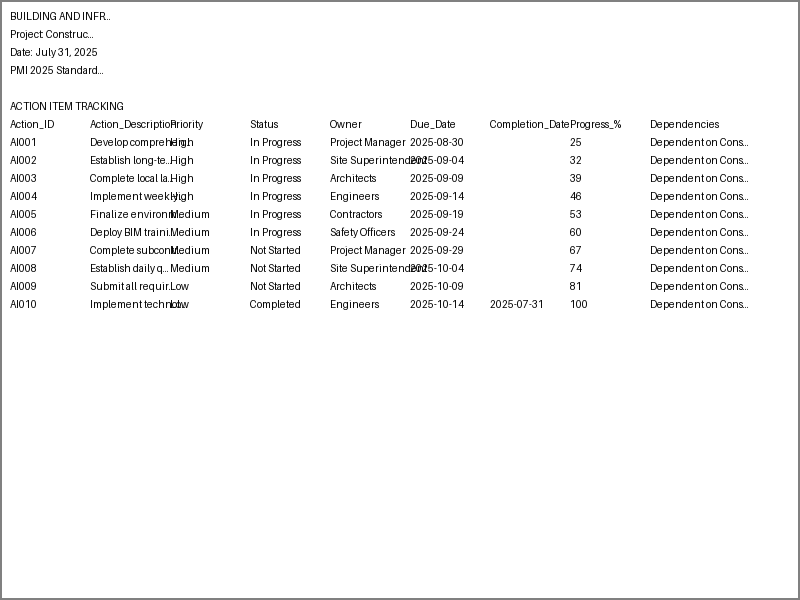 BUILDING AND INFR...
Project: Construc...
Date: July 31, 2025
PMI 2025 Standard...
ACTION ITEM TRACKING
Action_ID Action_Description Priority Status Owner Due_Date Completion_Date Progress_% Dependencies
AI001 Develop comprehen... High In Progress Project Manager 2025-08-30 25 Dependent on Cons...
AI002 Establish long-te... High In Progress Site Superintendent 2025-09-04 32 Dependent on Cons...
AI003 Complete local la... High In Progress Architects 2025-09-09 39 Dependent on Cons...
AI004 Implement weekly... High In Progress Engineers 2025-09-14 46 Dependent on Cons...
AI005 Finalize environm... Medium In Progress Contractors 2025-09-19 53 Dependent on Cons...
AI006 Deploy BIM traini... Medium In Progress Safety Officers 2025-09-24 60 Dependent on Cons...
AI007 Complete subcont... Medium Not Started Project Manager 2025-09-29 67 Dependent on Cons...
AI008 Establish daily q... Medium Not Started Site Superintendent 2025-10-04 74 Dependent on Cons...
AI009 Submit all requir... Low Not Started Architects 2025-10-09 81 Dependent on Cons...
AI010 Implement techno... Low Completed Engineers 2025-10-14 2025-07-31 100 Dependent on Cons...